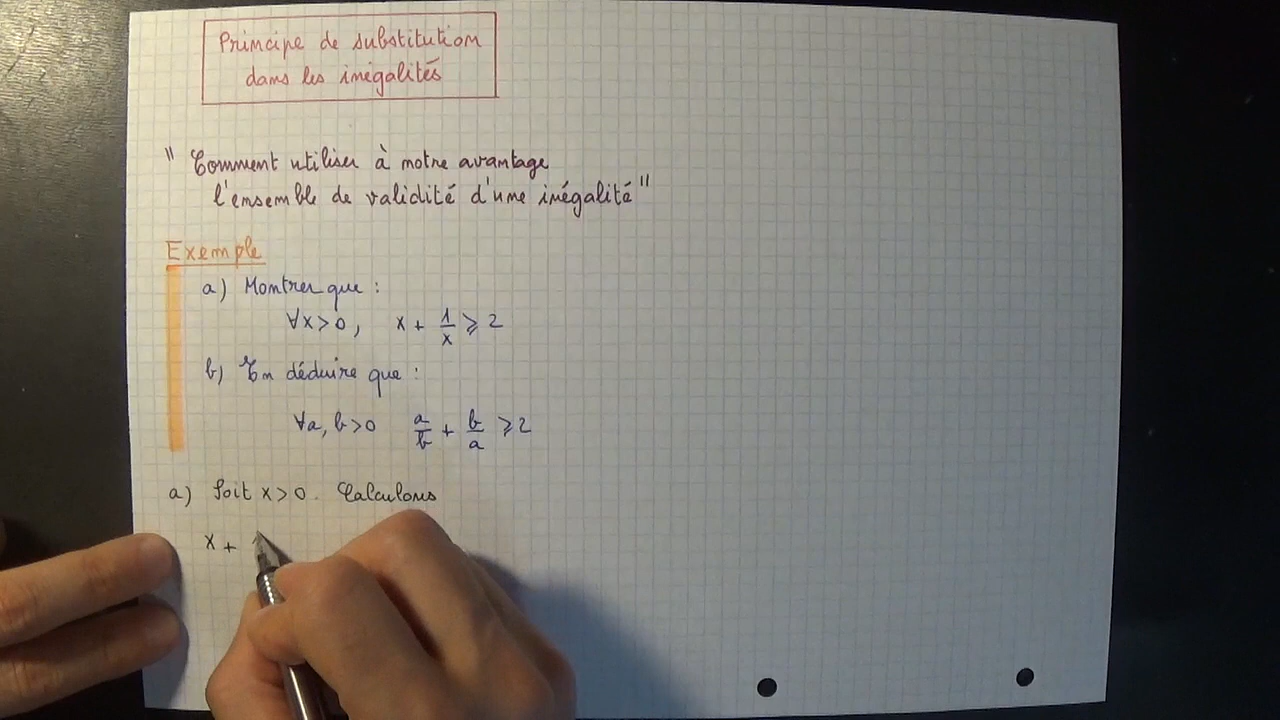 Principe de substitution
dans les inégalités
" Comment utiliser à notre avantage
l'ensemble de validité d'une inégalité "
Exemple
a) Montrer que :
∀x > 0, x + 1/x ⩾ 2
b) En déduire que :
∀a, b > 0 a/b + b/a ⩾ 2
a) Soit x > 0. Calculons
x +